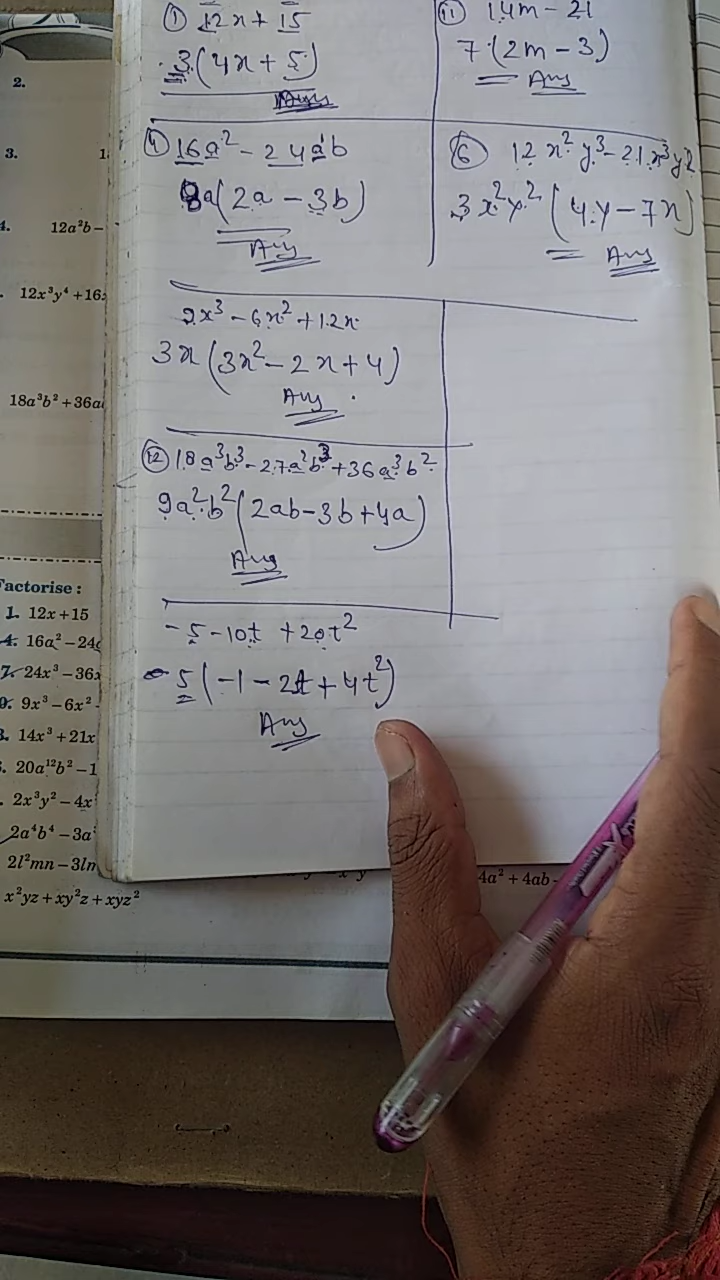 ① 12x + 15
3(4x + 5)
Ans
⑪ 14m − 21
7(2m − 3)
Ans
④ 16a² − 24ab
8a(2a − 3b)
Ans
⑥ 12x²y³ − 21x³y²
3x²y²(4y − 7x)
Ans
9x³ − 6x² + 12x
3x(3x² − 2x + 4)
Ans
⑫ 18a³b³ − 27a²b³ + 36a³b²
9a²b²(2ab − 3b + 4a)
Ans
−5 − 10t + 20t²
5(−1 − 2t + 4t²)
Ans
2.
3.
12a²b −
12x³y⁴ + 16
18a³b² + 36a
Factorise :
1. 12x + 15
4. 16a² − 24
7. 24x³ − 36
9x³ − 6x²
14x³ + 21x
20a¹²b² − 1
2x³y² − 4x
2a⁴b⁴ − 3a
2l²mn − 3ln
x²yz + xy²z + xyz²
4a² + 4ab